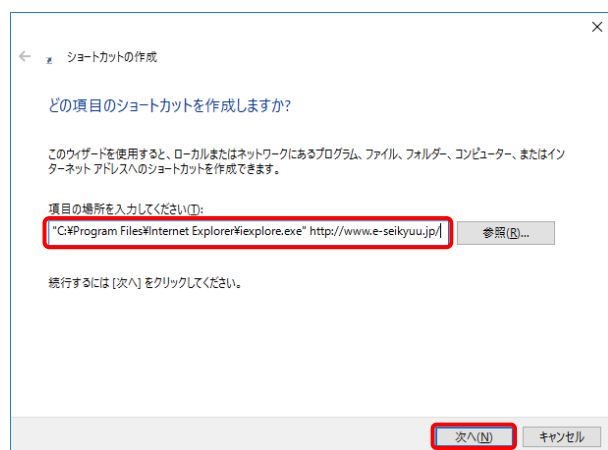 ショートカットの作成
どの項目のショートカットを作成しますか?
このウィザードを使用すると、ローカルまたはネットワークにあるプログラム、ファイル、フォルダー、コンピューター、またはイン
ターネット アドレスへのショートカットを作成できます。
項目の場所を入力してください(T):
"C:¥Program Files¥Internet Explorer¥iexplore.exe" http://www.e-seikyuu.jp/
参照(R)...
続行するには [次へ] をクリックしてください。
次へ(N)
キャンセル